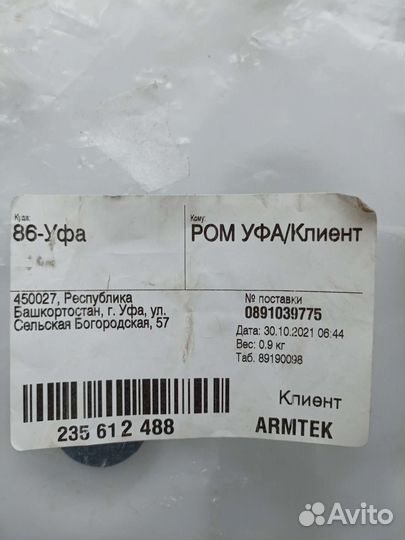 Куда:
86-Уфа
Кому:
РОМ УФА/Клиент
450027, Республика
Башкортостан, г. Уфа, ул.
Сельская Богородская, 57
№ поставки
0891039775
Дата: 30.10.2021 06:44
Вес: 0.9 кг
Таб. 89190098
Клиент
235 612 488
ARMTEK
Avito